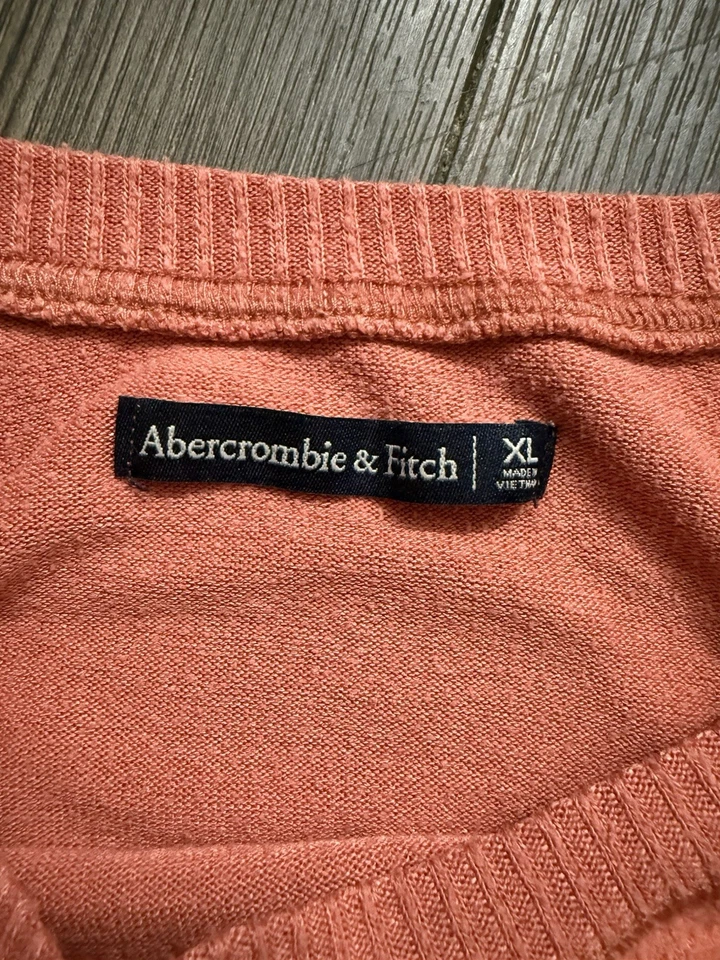 Abercrombie & Fitch
XL
MADE IN
VIETNAM